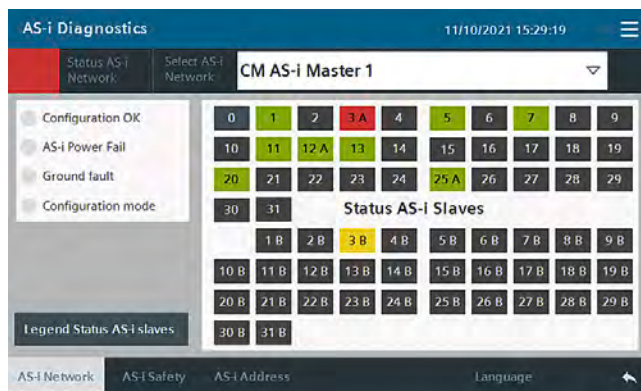 AS-i Diagnostics 11/10/2021 15:29:19
Status AS-i Network Select AS-i Network CM AS-i Master 1
Configuration OK
AS-i Power Fail
Ground fault
Configuration mode
0 1 2 3 A 4 5 6 7 8 9
10 11 12 A 13 14 15 16 17 18 19
20 21 22 23 24 25 A 26 27 28 29
30 31 Status AS-i Slaves
1 B 2 B 3 B 4 B 5 B 6 B 7 B 8 B 9 B
10 B 11 B 12 B 13 B 14 B 15 B 16 B 17 B 18 B 19 B
20 B 21 B 22 B 23 B 24 B 25 B 26 B 27 B 28 B 29 B
30 B 31 B
Legend Status AS-i slaves
AS-i Network AS-i Safety AS-i Address Language